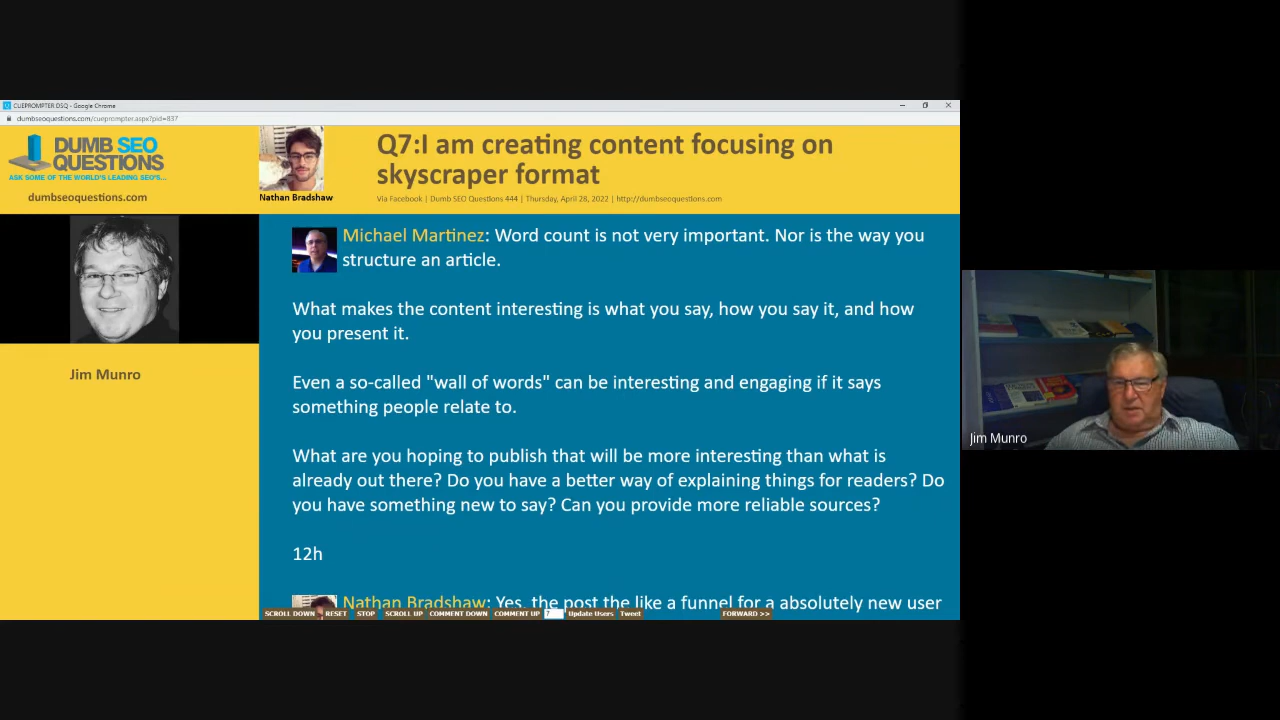 CUEPROMPTER DSQ - Google Chrome
dumbseoquestions.com/cueprompter.aspx?pid=837
DUMB SEO
QUESTIONS
ASK SOME OF THE WORLD'S LEADING SEO'S...
dumbseoquestions.com
Nathan Bradshaw
Q7:I am creating content focusing on
skyscraper format
Via Facebook | Dumb SEO Questions 444 | Thursday, April 28, 2022 | http://dumbseoquestions.com
Jim Munro
Michael Martinez: Word count is not very important. Nor is the way you
structure an article.
What makes the content interesting is what you say, how you say it, and how
you present it.
Even a so-called "wall of words" can be interesting and engaging if it says
something people relate to.
What are you hoping to publish that will be more interesting than what is
already out there? Do you have a better way of explaining things for readers? Do
you have something new to say? Can you provide more reliable sources?
12h
Nathan Bradshaw: Yes, the post the like a funnel for a absolutely new user
SCROLL DOWN RESET STOP SCROLL UP COMMENT DOWN COMMENT UP 7 Update Users Tweet FORWARD >>
Jim Munro